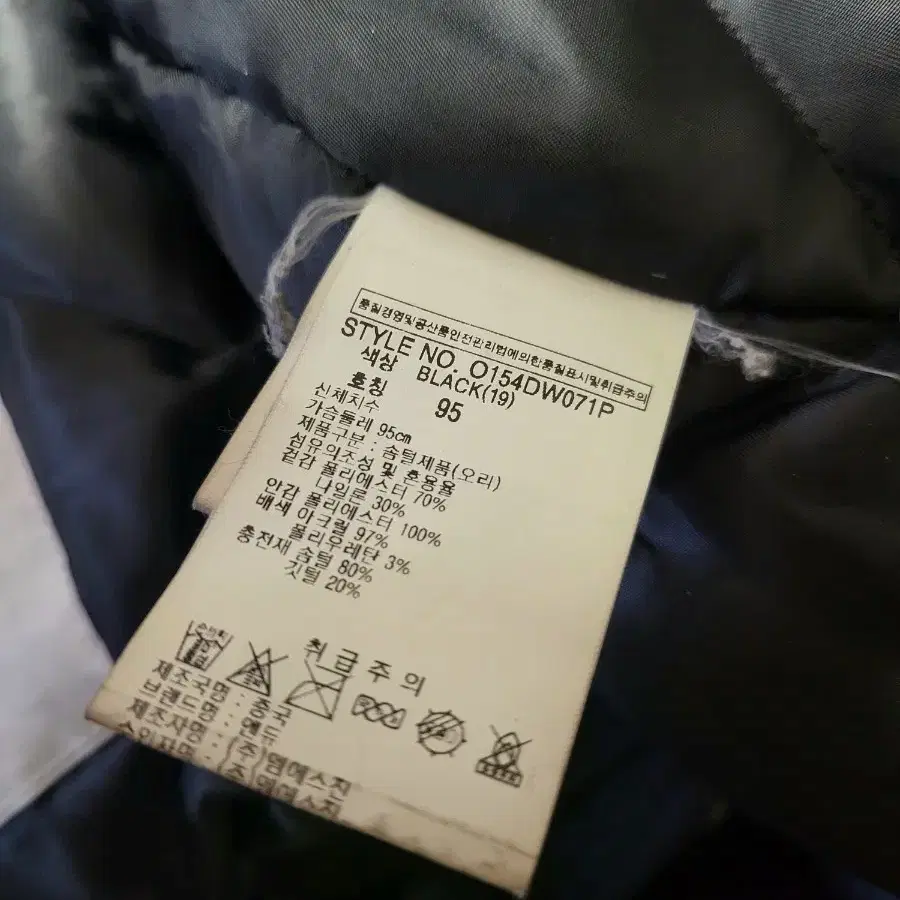 품질경영및공산품안전관리법에의한품질표시및취급주의
STYLE NO. O154DW071P
색상 BLACK(19)
호칭 95
신체치수
가슴둘레 95cm
제품구분 : 솜털제품(오리)
섬유의조성 및 혼용율
겉감 폴리에스터 70%
나일론 30%
안감 폴리에스터 100%
배색 아크릴 97%
폴리우레탄 3%
충전재 솜털 80%
깃털 20%
취급주의
제조국명 : 중국
브랜드명 : 앤듀
제조자명 : (주)엠에스진
수입자명 : (주)엠에스진